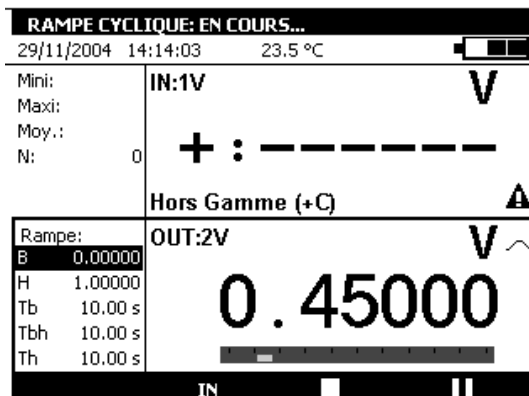 RAMPE CYCLIQUE: EN COURS...
29/11/2004 14:14:03 23.5 °C
Mini:
Maxi:
Moy.:
N: 0
IN:1V V
+ : - - - - - -
Hors Gamme (+C)
Rampe:
B 0.00000
H 1.00000
Tb 10.00 s
Tbh 10.00 s
Th 10.00 s
OUT:2V V
0.45000
IN